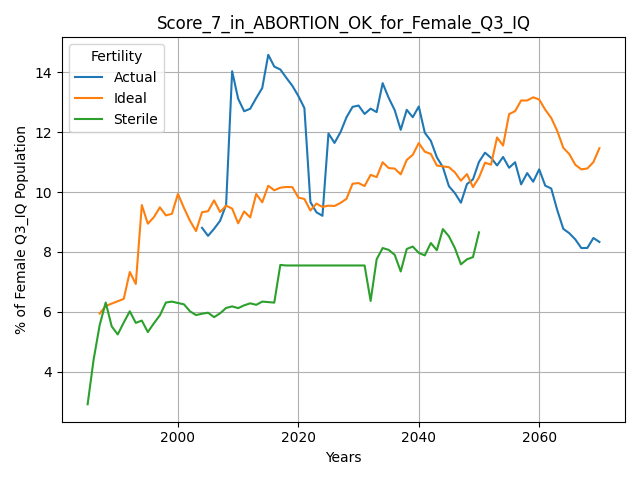 Score_7_in_ABORTION_OK_for_Female_Q3_IQ
Fertility
Actual
Ideal
Sterile
% of Female Q3_IQ Population
14
12
10
8
6
4
2000
2020
2040
2060
Years